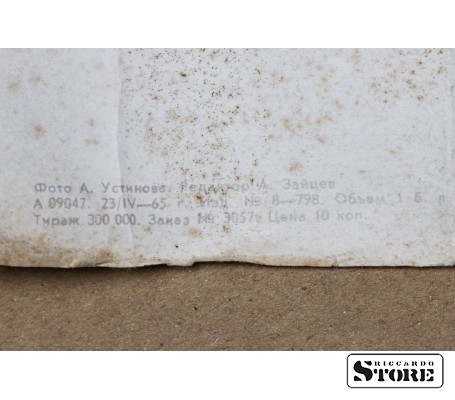 Фото А. Устинова. Редактор А. Зайцев
А 09047. 23/IV—65 г. Изд. № 8—798. Объем 1,5 п
Тираж 300 000. Заказ № 3057. Цена 10 коп.
RICCARDO
STORE